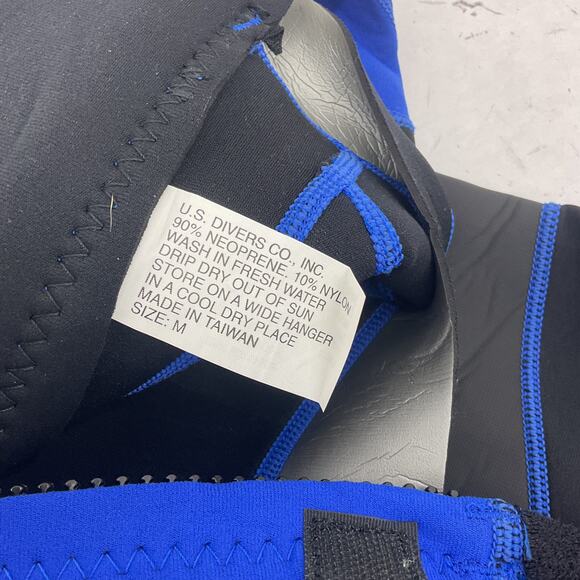 U.S. DIVERS CO., INC.
90% NEOPRENE. 10% NYLON
WASH IN FRESH WATER
DRIP DRY OUT OF SUN
STORE ON A WIDE HANGER
IN A COOL DRY PLACE
MADE IN TAIWAN
SIZE: M